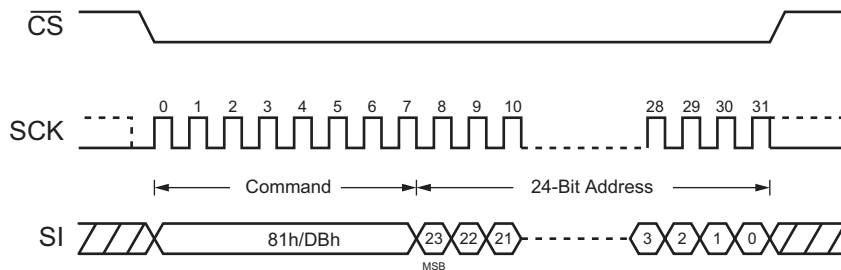 CS
0 1 2 3 4 5 6 7 8 9 10 28 29 30 31
SCK
Command 24-Bit Address
SI 81h/DBh 23 22 21 3 2 1 0
MSB